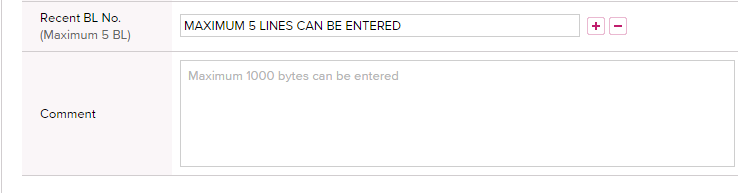 Recent BL No.
(Maximum 5 BL)
MAXIMUM 5 LINES CAN BE ENTERED
+ -
Maximum 1000 bytes can be entered
Comment